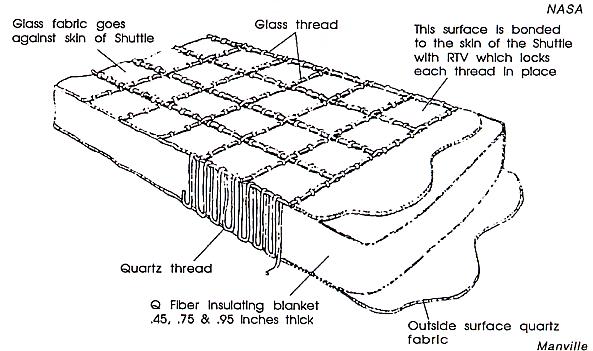 NASA
Glass fabric goes
against skin of Shuttle
Glass thread
This surface is bonded
to the skin of the Shuttle
with RTV which locks
each thread in place
Quartz thread
Q Fiber insulating blanket
.45, .75 & .95 inches thick
Outside surface quartz
fabric
Manville